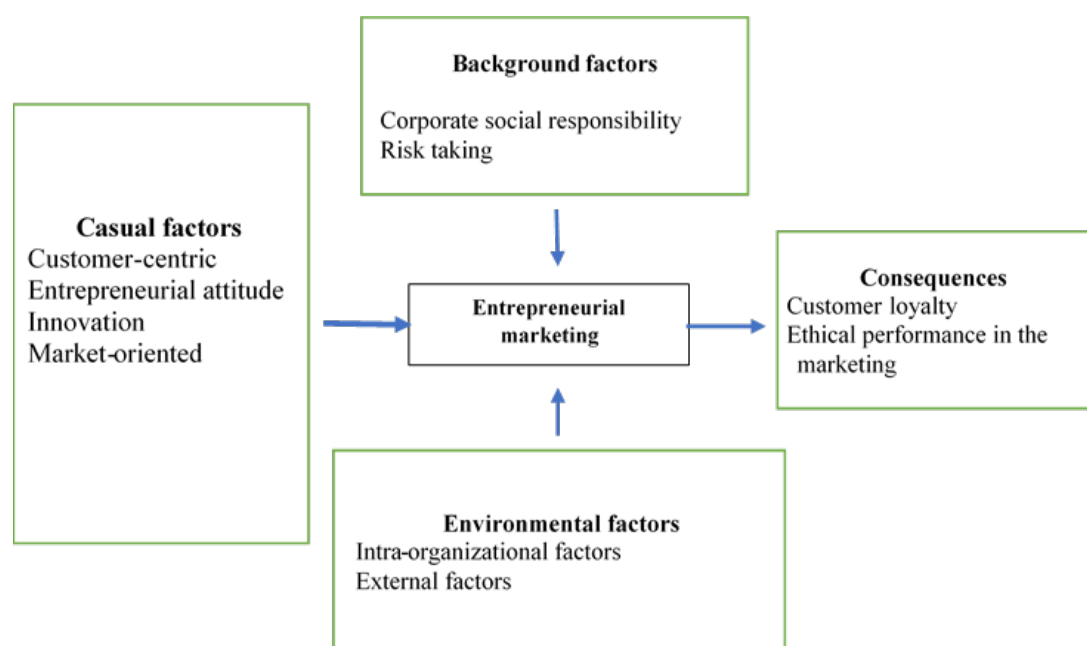 Background factors
Corporate social responsibility
Risk taking
Casual factors
Customer-centric
Entrepreneurial attitude
Innovation
Market-oriented
Entrepreneurial
marketing
Consequences
Customer loyalty
Ethical performance in the
marketing
Environmental factors
Intra-organizational factors
External factors